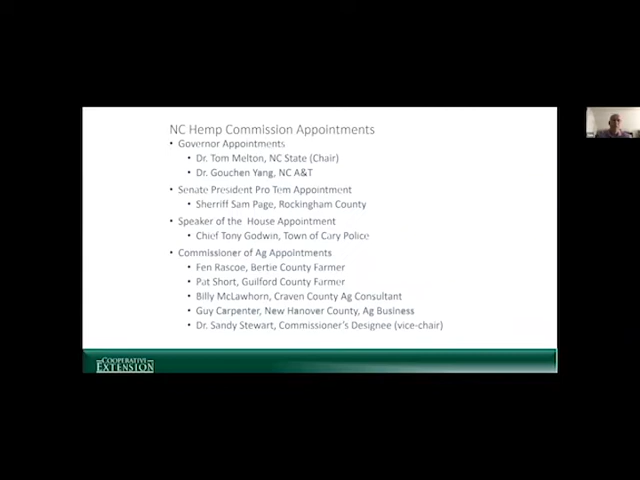 NC Hemp Commission Appointments
• Governor Appointments
• Dr. Tom Melton, NC State (Chair)
• Dr. Gouchen Yang, NC A&T
• Senate President Pro Tem Appointment
• Sherriff Sam Page, Rockingham County
• Speaker of the House Appointment
• Chief Tony Godwin, Town of Cary Police
• Commissioner of Ag Appointments
• Fen Rascoe, Bertie County Farmer
• Pat Short, Guilford County Farmer
• Billy McLawhorn, Craven County Ag Consultant
• Guy Carpenter, New Hanover County, Ag Business
• Dr. Sandy Stewart, Commissioner's Designee (vice-chair)
COOPERATIVE
EXTENSION